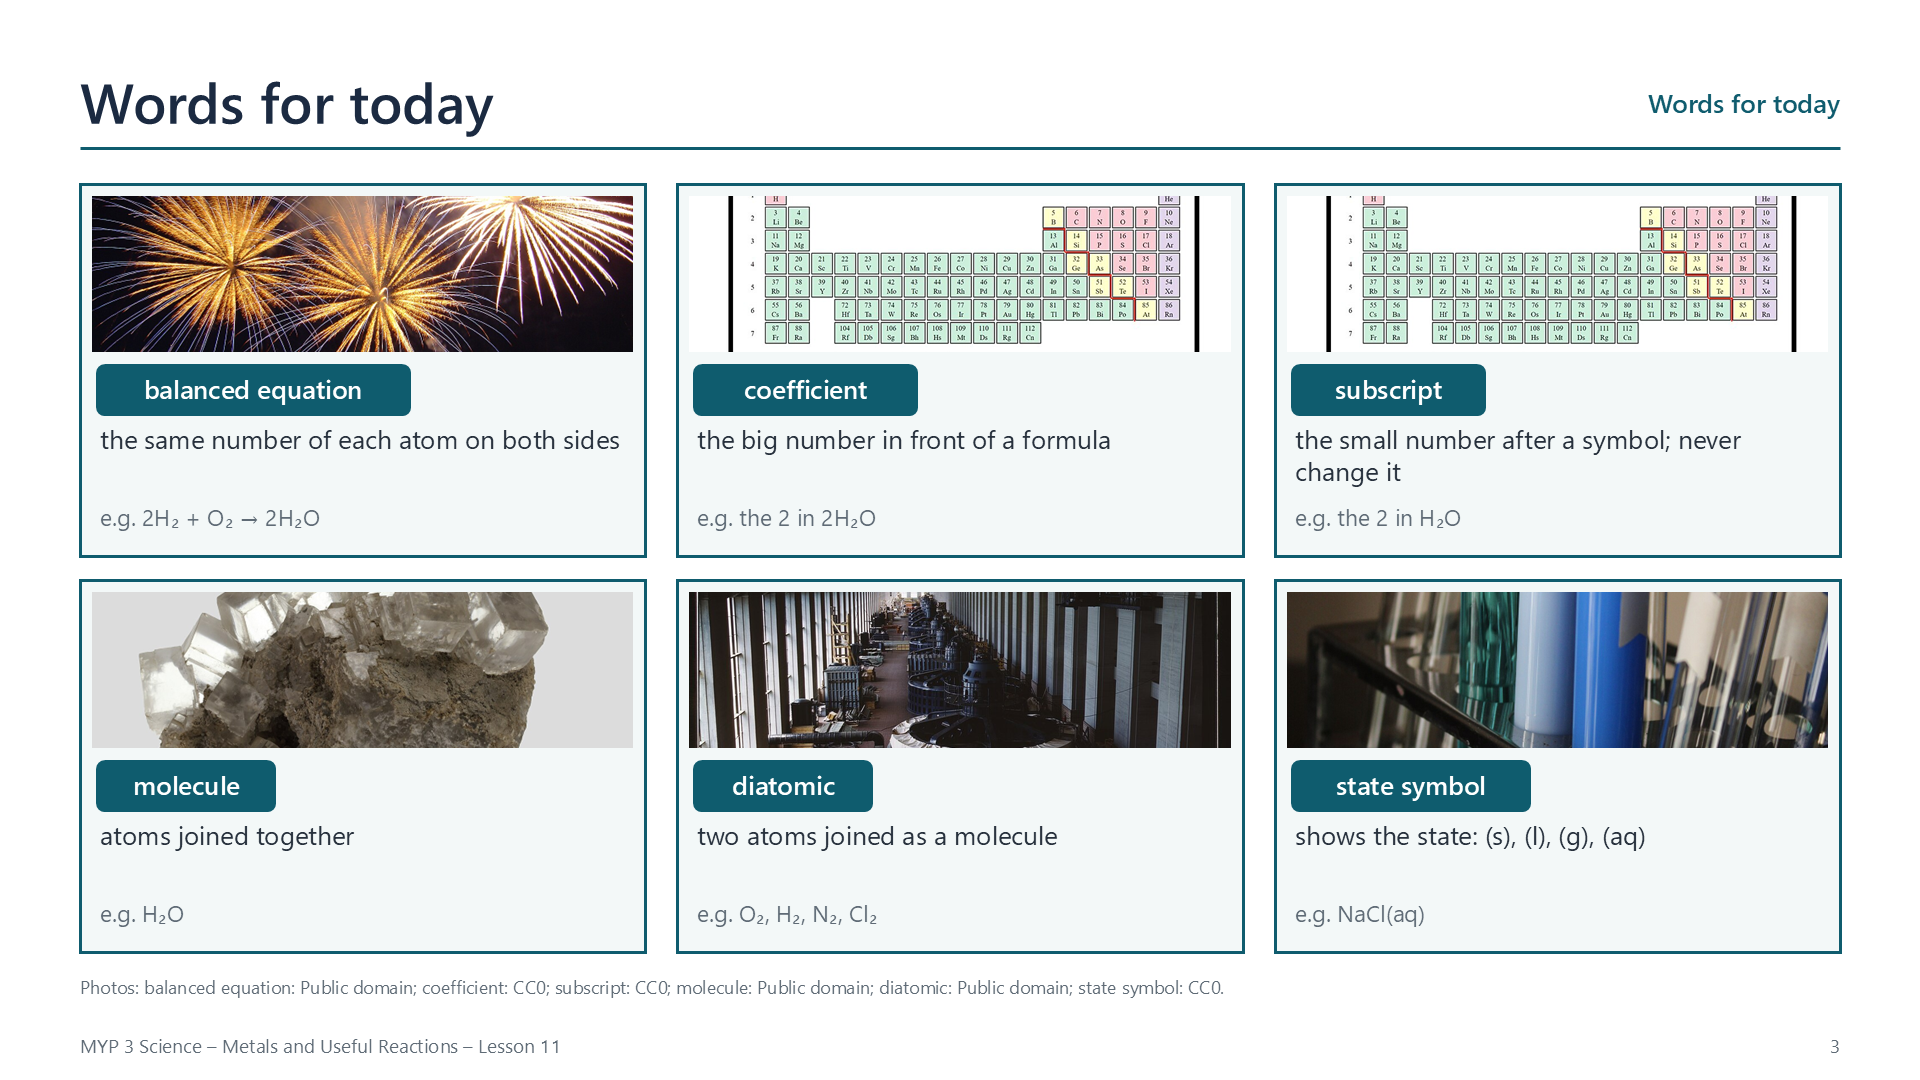 Words for today
Words for today
balanced equation
the same number of each atom on both sides
e.g. 2H₂ + O₂ → 2H₂O
coefficient
the big number in front of a formula
e.g. the 2 in 2H₂O
subscript
the small number after a symbol; never
change it
e.g. the 2 in H₂O
molecule
atoms joined together
e.g. H₂O
diatomic
two atoms joined as a molecule
e.g. O₂, H₂, N₂, Cl₂
state symbol
shows the state: (s), (l), (g), (aq)
e.g. NaCl(aq)
Photos: balanced equation: Public domain; coefficient: CC0; subscript: CC0; molecule: Public domain; diatomic: Public domain; state symbol: CC0.
MYP 3 Science – Metals and Useful Reactions – Lesson 11
3